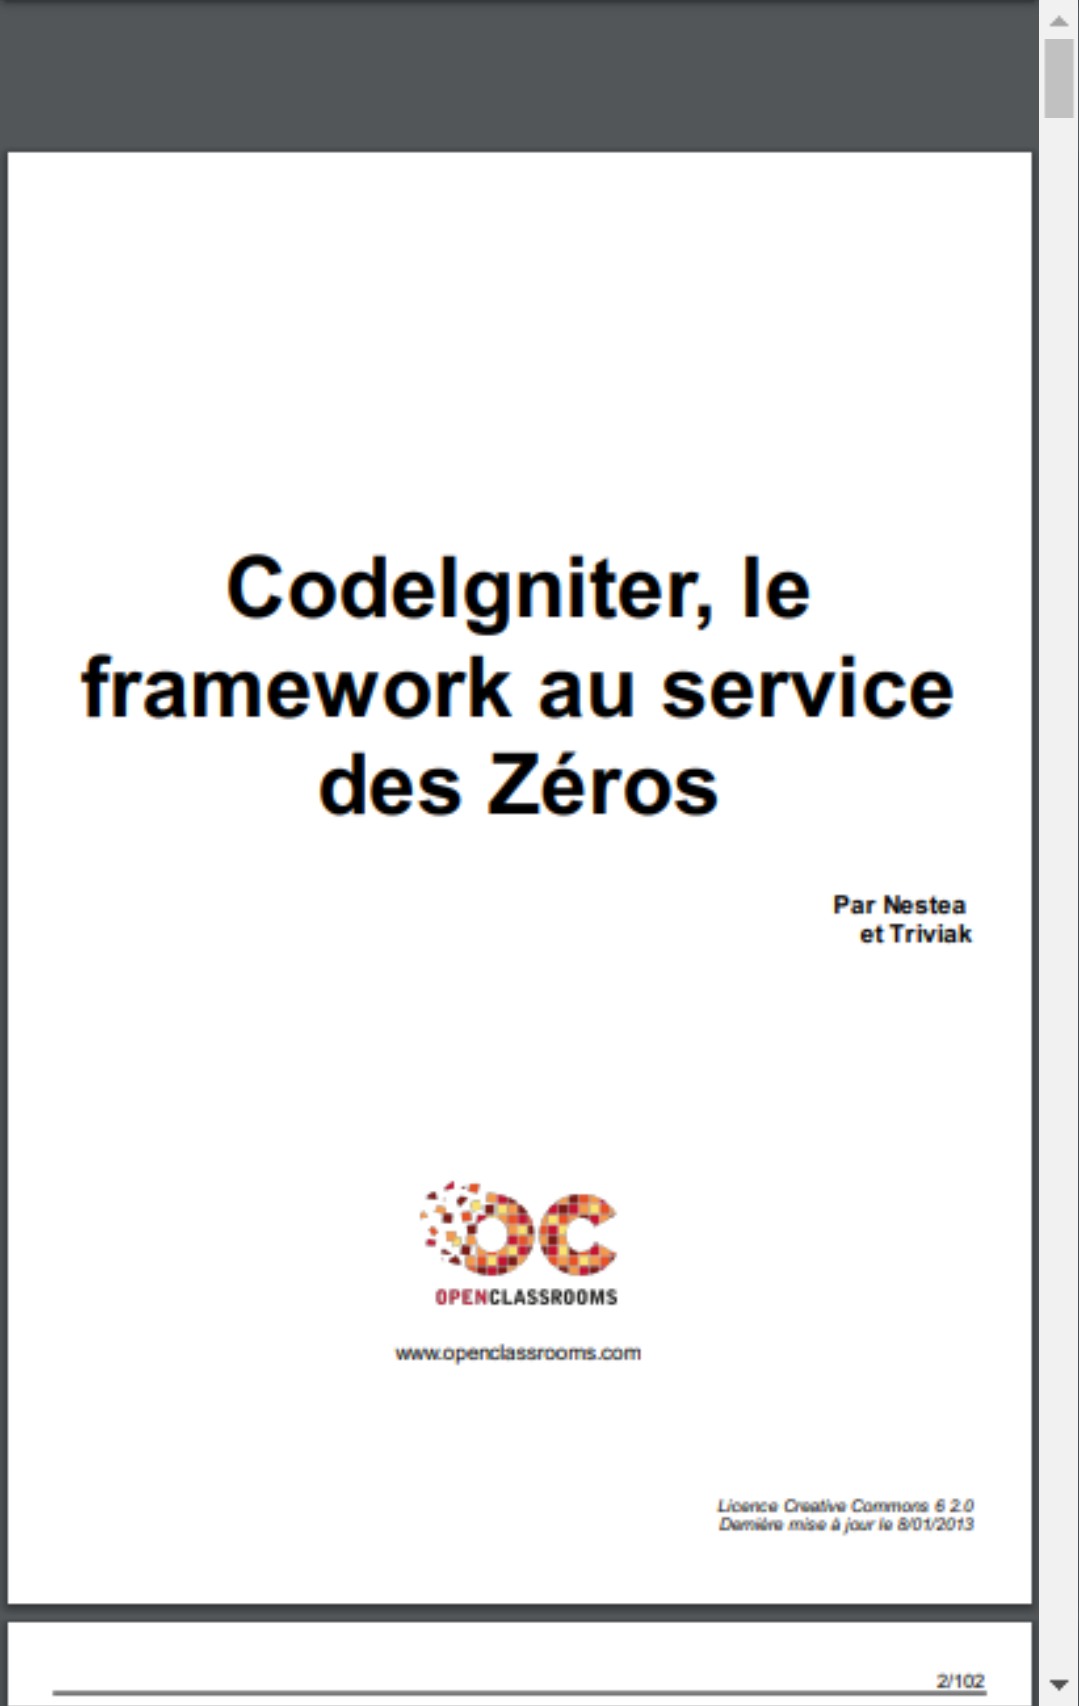 CodeIgniter, le
framework au service
des Zéros
Par Nestea
et Triviak
OC
OPENCLASSROOMS
www.openclassrooms.com
Licence Creative Commons 6 2.0
Dernière mise à jour le 8/01/2013
2/102